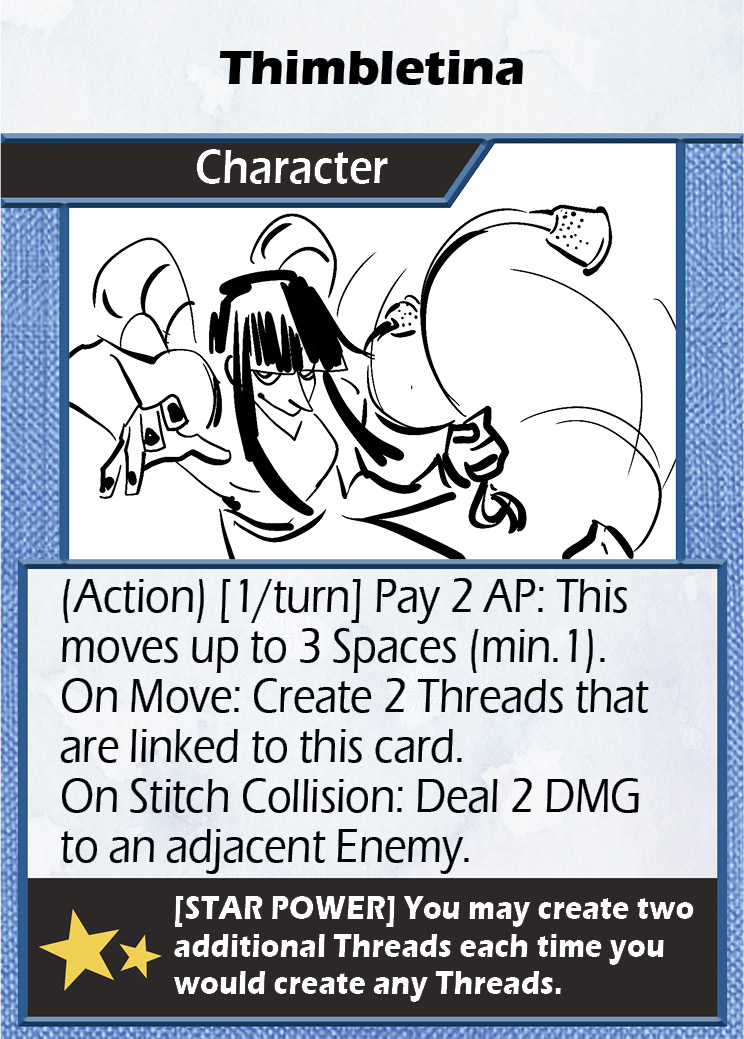 Thimbletina
Character
(Action) [1/turn] Pay 2 AP: This
moves up to 3 Spaces (min.1).
On Move: Create 2 Threads that
are linked to this card.
On Stitch Collision: Deal 2 DMG
to an adjacent Enemy.
[STAR POWER] You may create two
additional Threads each time you
would create any Threads.